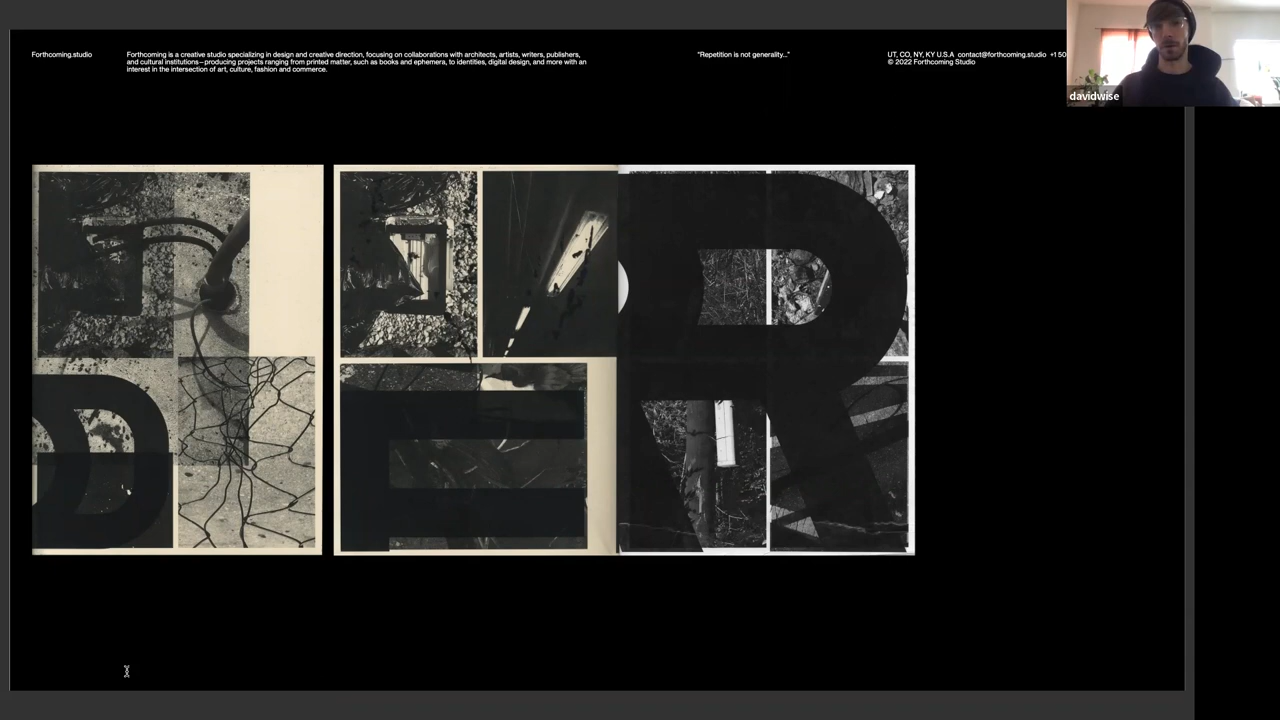 Forthcoming.studio
Forthcoming is a creative studio specializing in design and creative direction, focusing on collaborations with architects, artists, writers, publishers,
and cultural institutions—producing projects ranging from printed matter, such as books and ephemera, to identities, digital design, and more with an
interest in the intersection of art, culture, fashion and commerce.
"Repetition is not generality..."
UT, CO, NY, KY U.S.A contact@forthcoming.studio +1 50
© 2022 Forthcoming Studio
davidwise
E
R